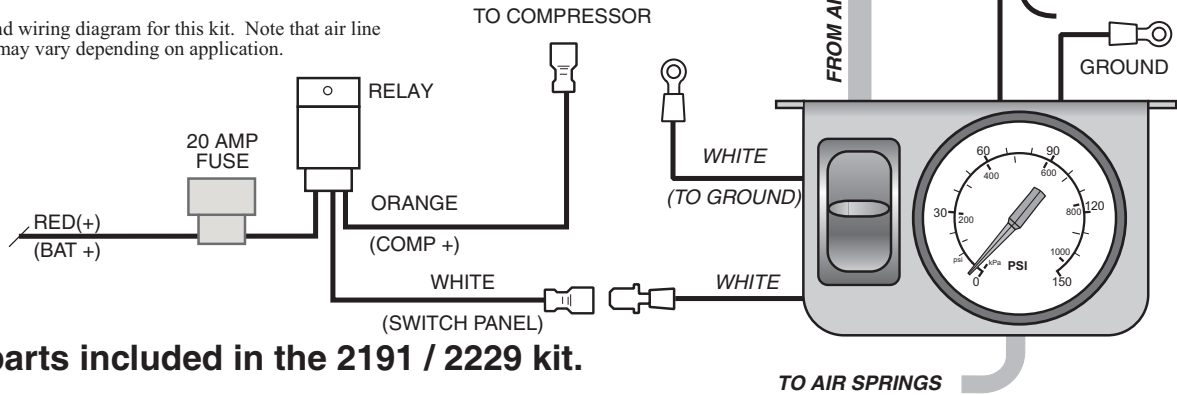 TO COMPRESSOR
wiring diagram for this kit. Note that air line
may vary depending on application.
FROM
GROUND
RELAY
20 AMP
FUSE
WHITE
(TO GROUND)
ORANGE
(COMP +)
RED(+)
(BAT +)
WHITE
(SWITCH PANEL)
WHITE
60
90
400
600
30
200
800
120
psi
kPa
PSI
1000
0
150
parts included in the 2191 / 2229 kit.
TO AIR SPRINGS